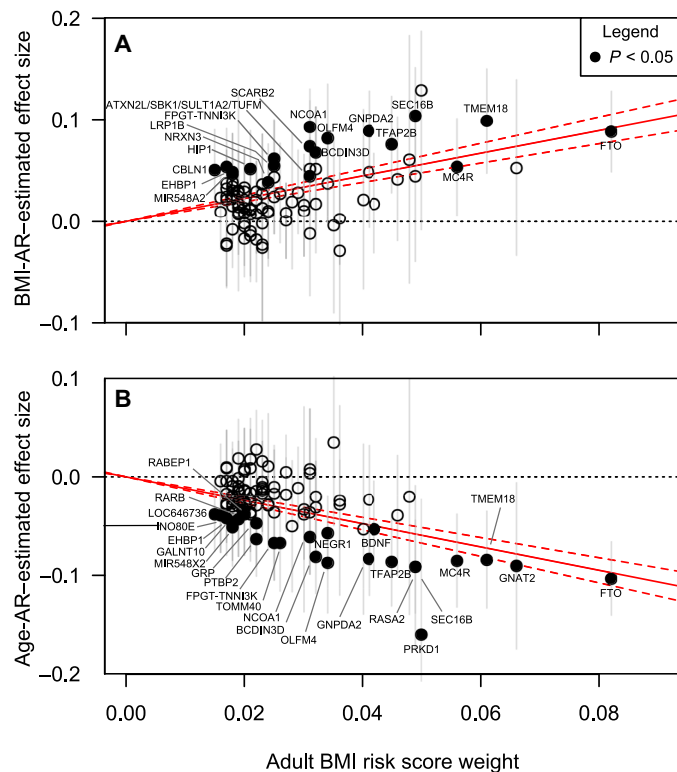 0.2
0.1
0.0
−0.1
BMI-AR–estimated effect size
A
Legend
P < 0.05
SCARB2
ATXN2L/SBK1/SULT1A2/TUFM
FPGT-TNNI3K
LRP1B
NRXN3
HIP1
CBLN1
EHBP1
MIR548A2
NCOA1
OLFM4
BCDIN3D
GNPDA2
TFAP2B
SEC16B
MC4R
TMEM18
FTO
0.1
0.0
−0.1
−0.2
Age-AR–estimated effect size
B
RABEP1
RARB
LOC646736
INO80E
EHBP1
GALNT10
MIR548X2
GRP
PTBP2
FPGT-TNNI3K
TOMM40
NCOA1
BCDIN3D
OLFM4
NEGR1
BDNF
GNPDA2
TFAP2B
RASA2
PRKD1
SEC16B
MC4R
TMEM18
GNAT2
FTO
0.00
0.02
0.04
0.06
0.08
Adult BMI risk score weight